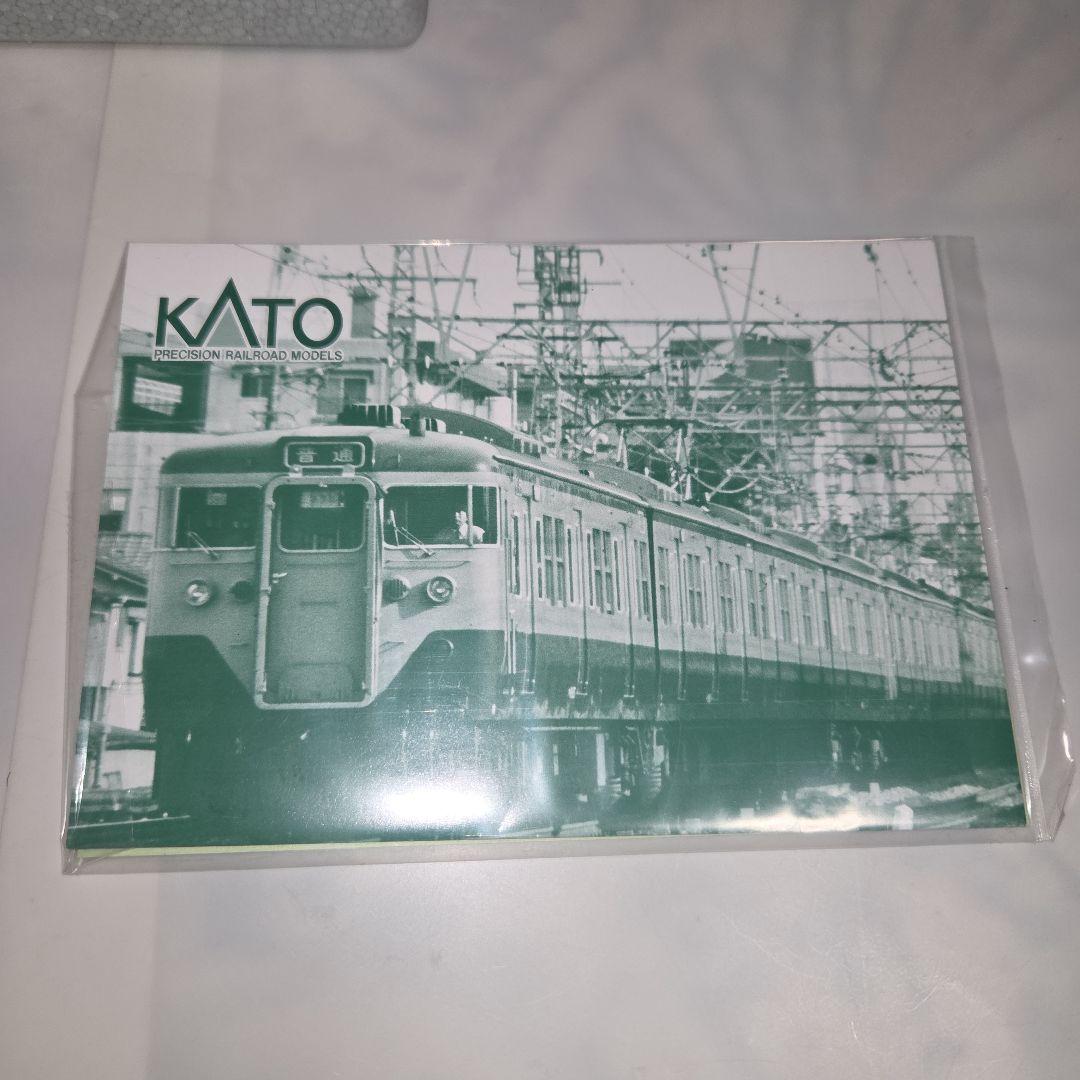 KATO
PRECISION RAILROAD MODELS
普通